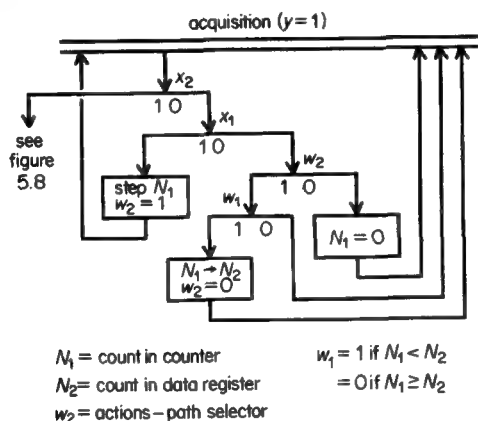 acquisition (y=1)
x₂
1 0
see
figure
5.8
x₁
1 0
step N₁
w₂=1
w₂
1 0
w₁
1 0
N₁=0
N₁→N₂
w₂=0
N₁= count in counter
N₂= count in data register
w₂= actions-path selector
w₁=1 if N₁<N₂
=0 if N₁≥N₂